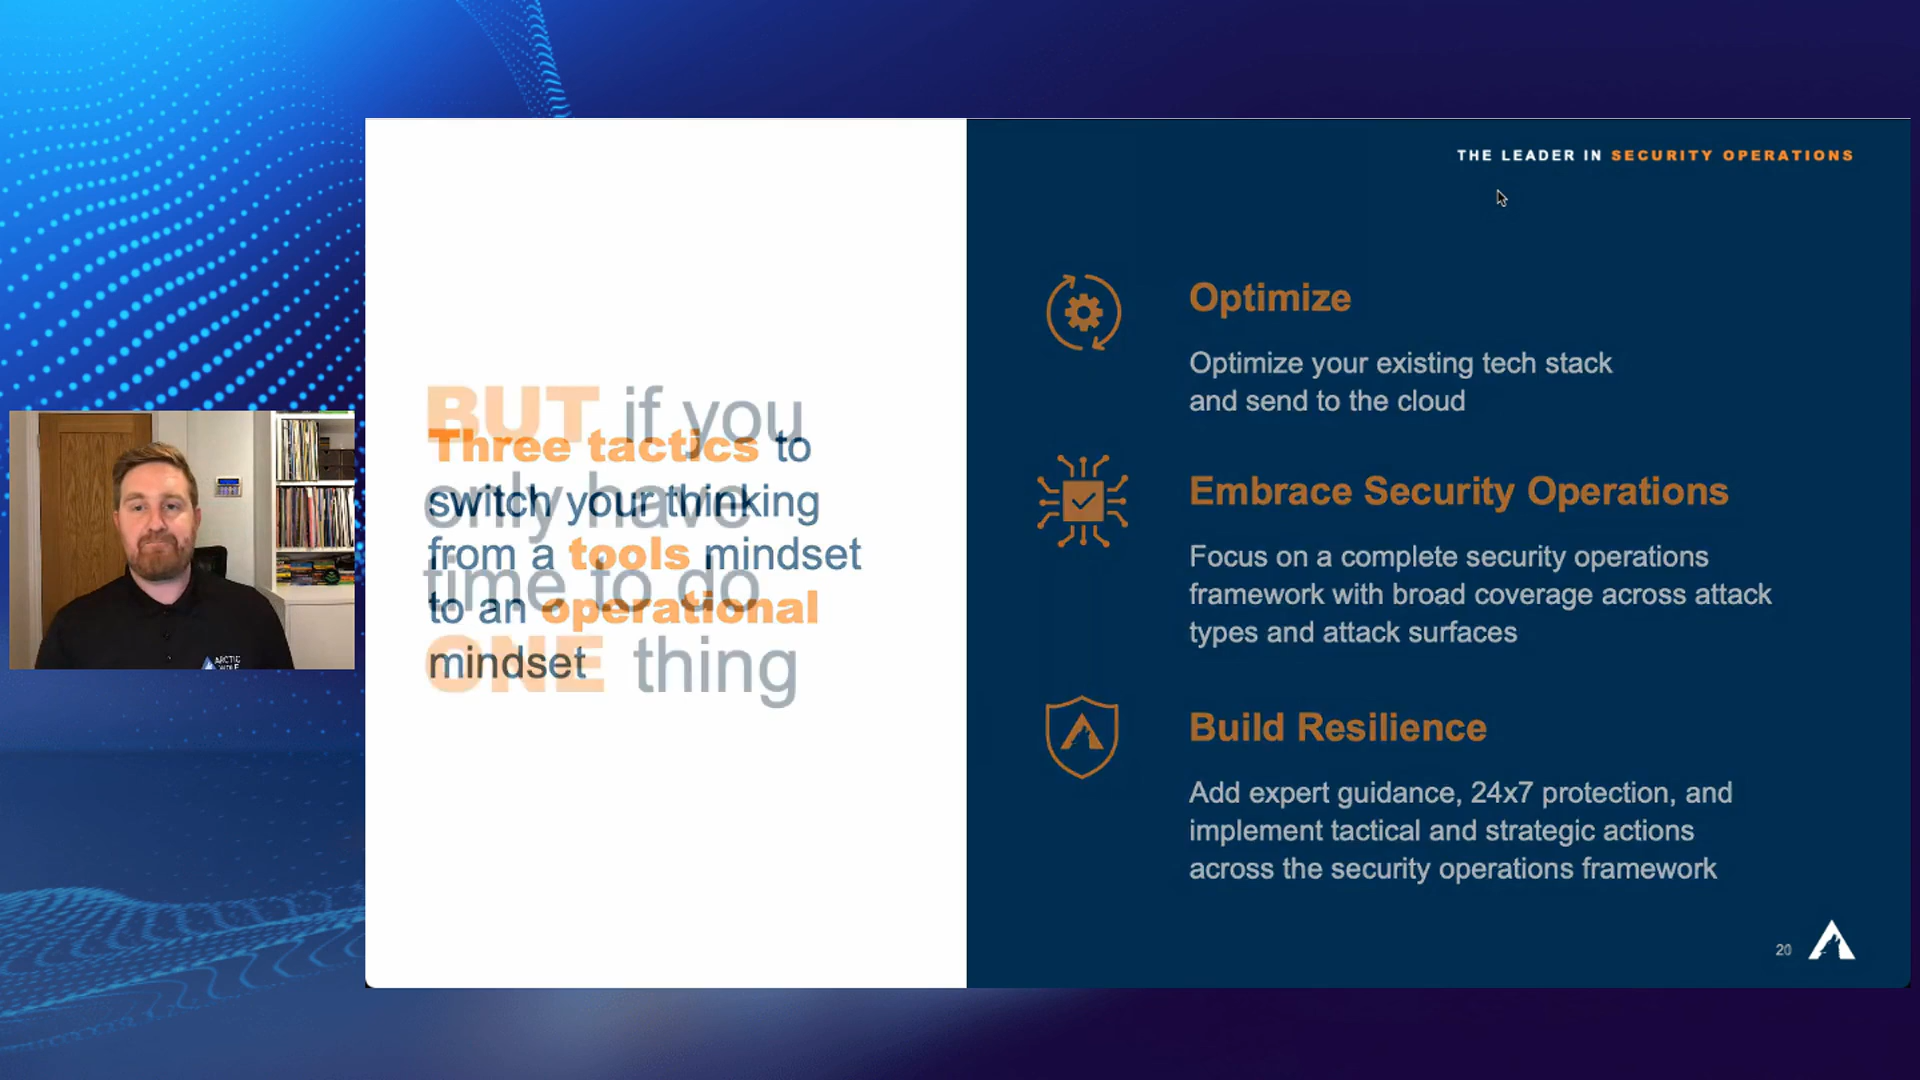 THE LEADER IN SECURITY OPERATIONS
BUT if you
only have
time to do
ONE thing
Three tactics to
switch your thinking
from a tools mindset
to an operational
mindset
Optimize
Optimize your existing tech stack
and send to the cloud
Embrace Security Operations
Focus on a complete security operations
framework with broad coverage across attack
types and attack surfaces
Build Resilience
Add expert guidance, 24x7 protection, and
implement tactical and strategic actions
across the security operations framework
20
ARCTIC